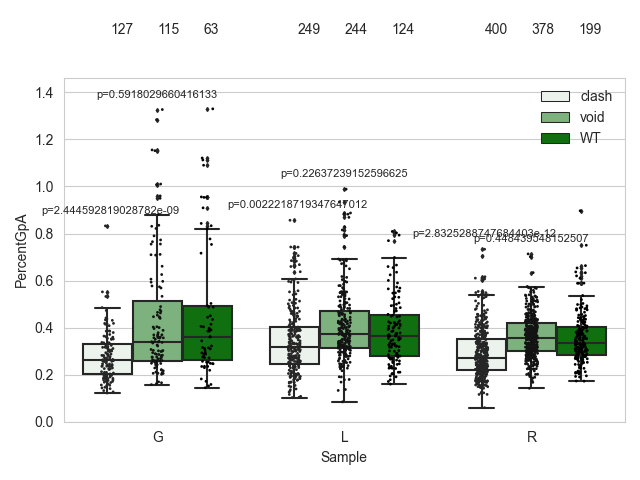 127 115 63 249 244 124 400 378 199
1.4
1.2
1.0
0.8
0.6
0.4
0.2
0.0
PercentGpA
p=0.5918029660416133
p=2.444592819028782e-09
p=0.22637239152596625
p=0.0022218719347647012
p=2.8325288747684403e-12
p=0.448439548152507
clash
void
WT
G L R
Sample